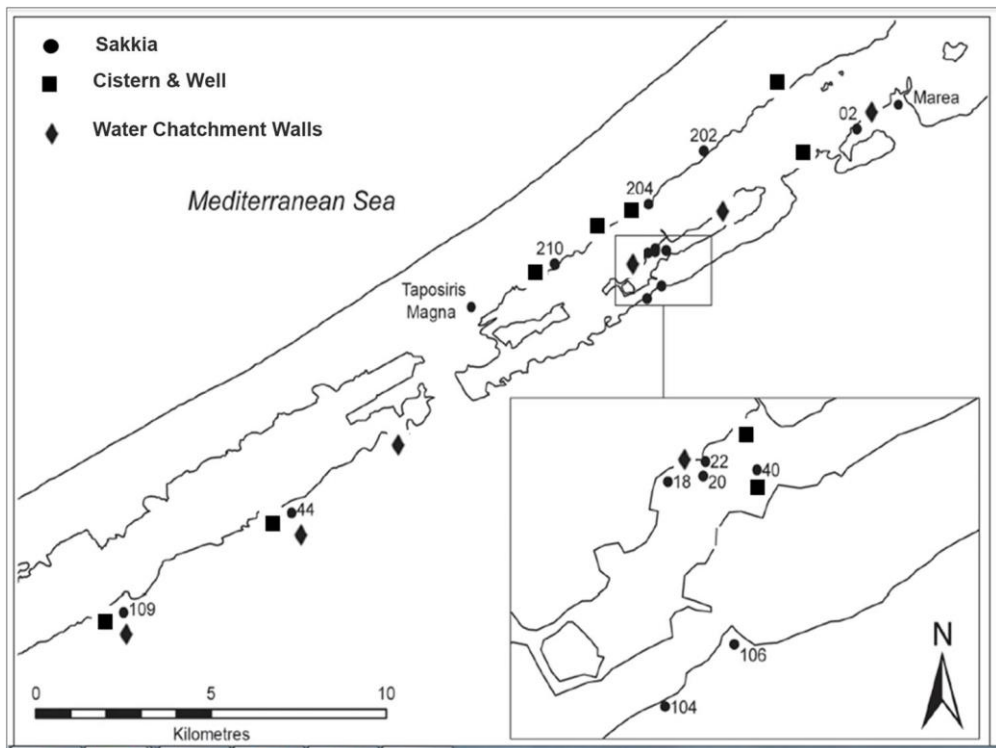 Sakkia
Cistern & Well
Water Chatchment Walls
Mediterranean Sea
Marea
02
202
204
210
Taposiris
Magna
44
109
22
40
18
20
106
104
N
0 5 10
Kilometres